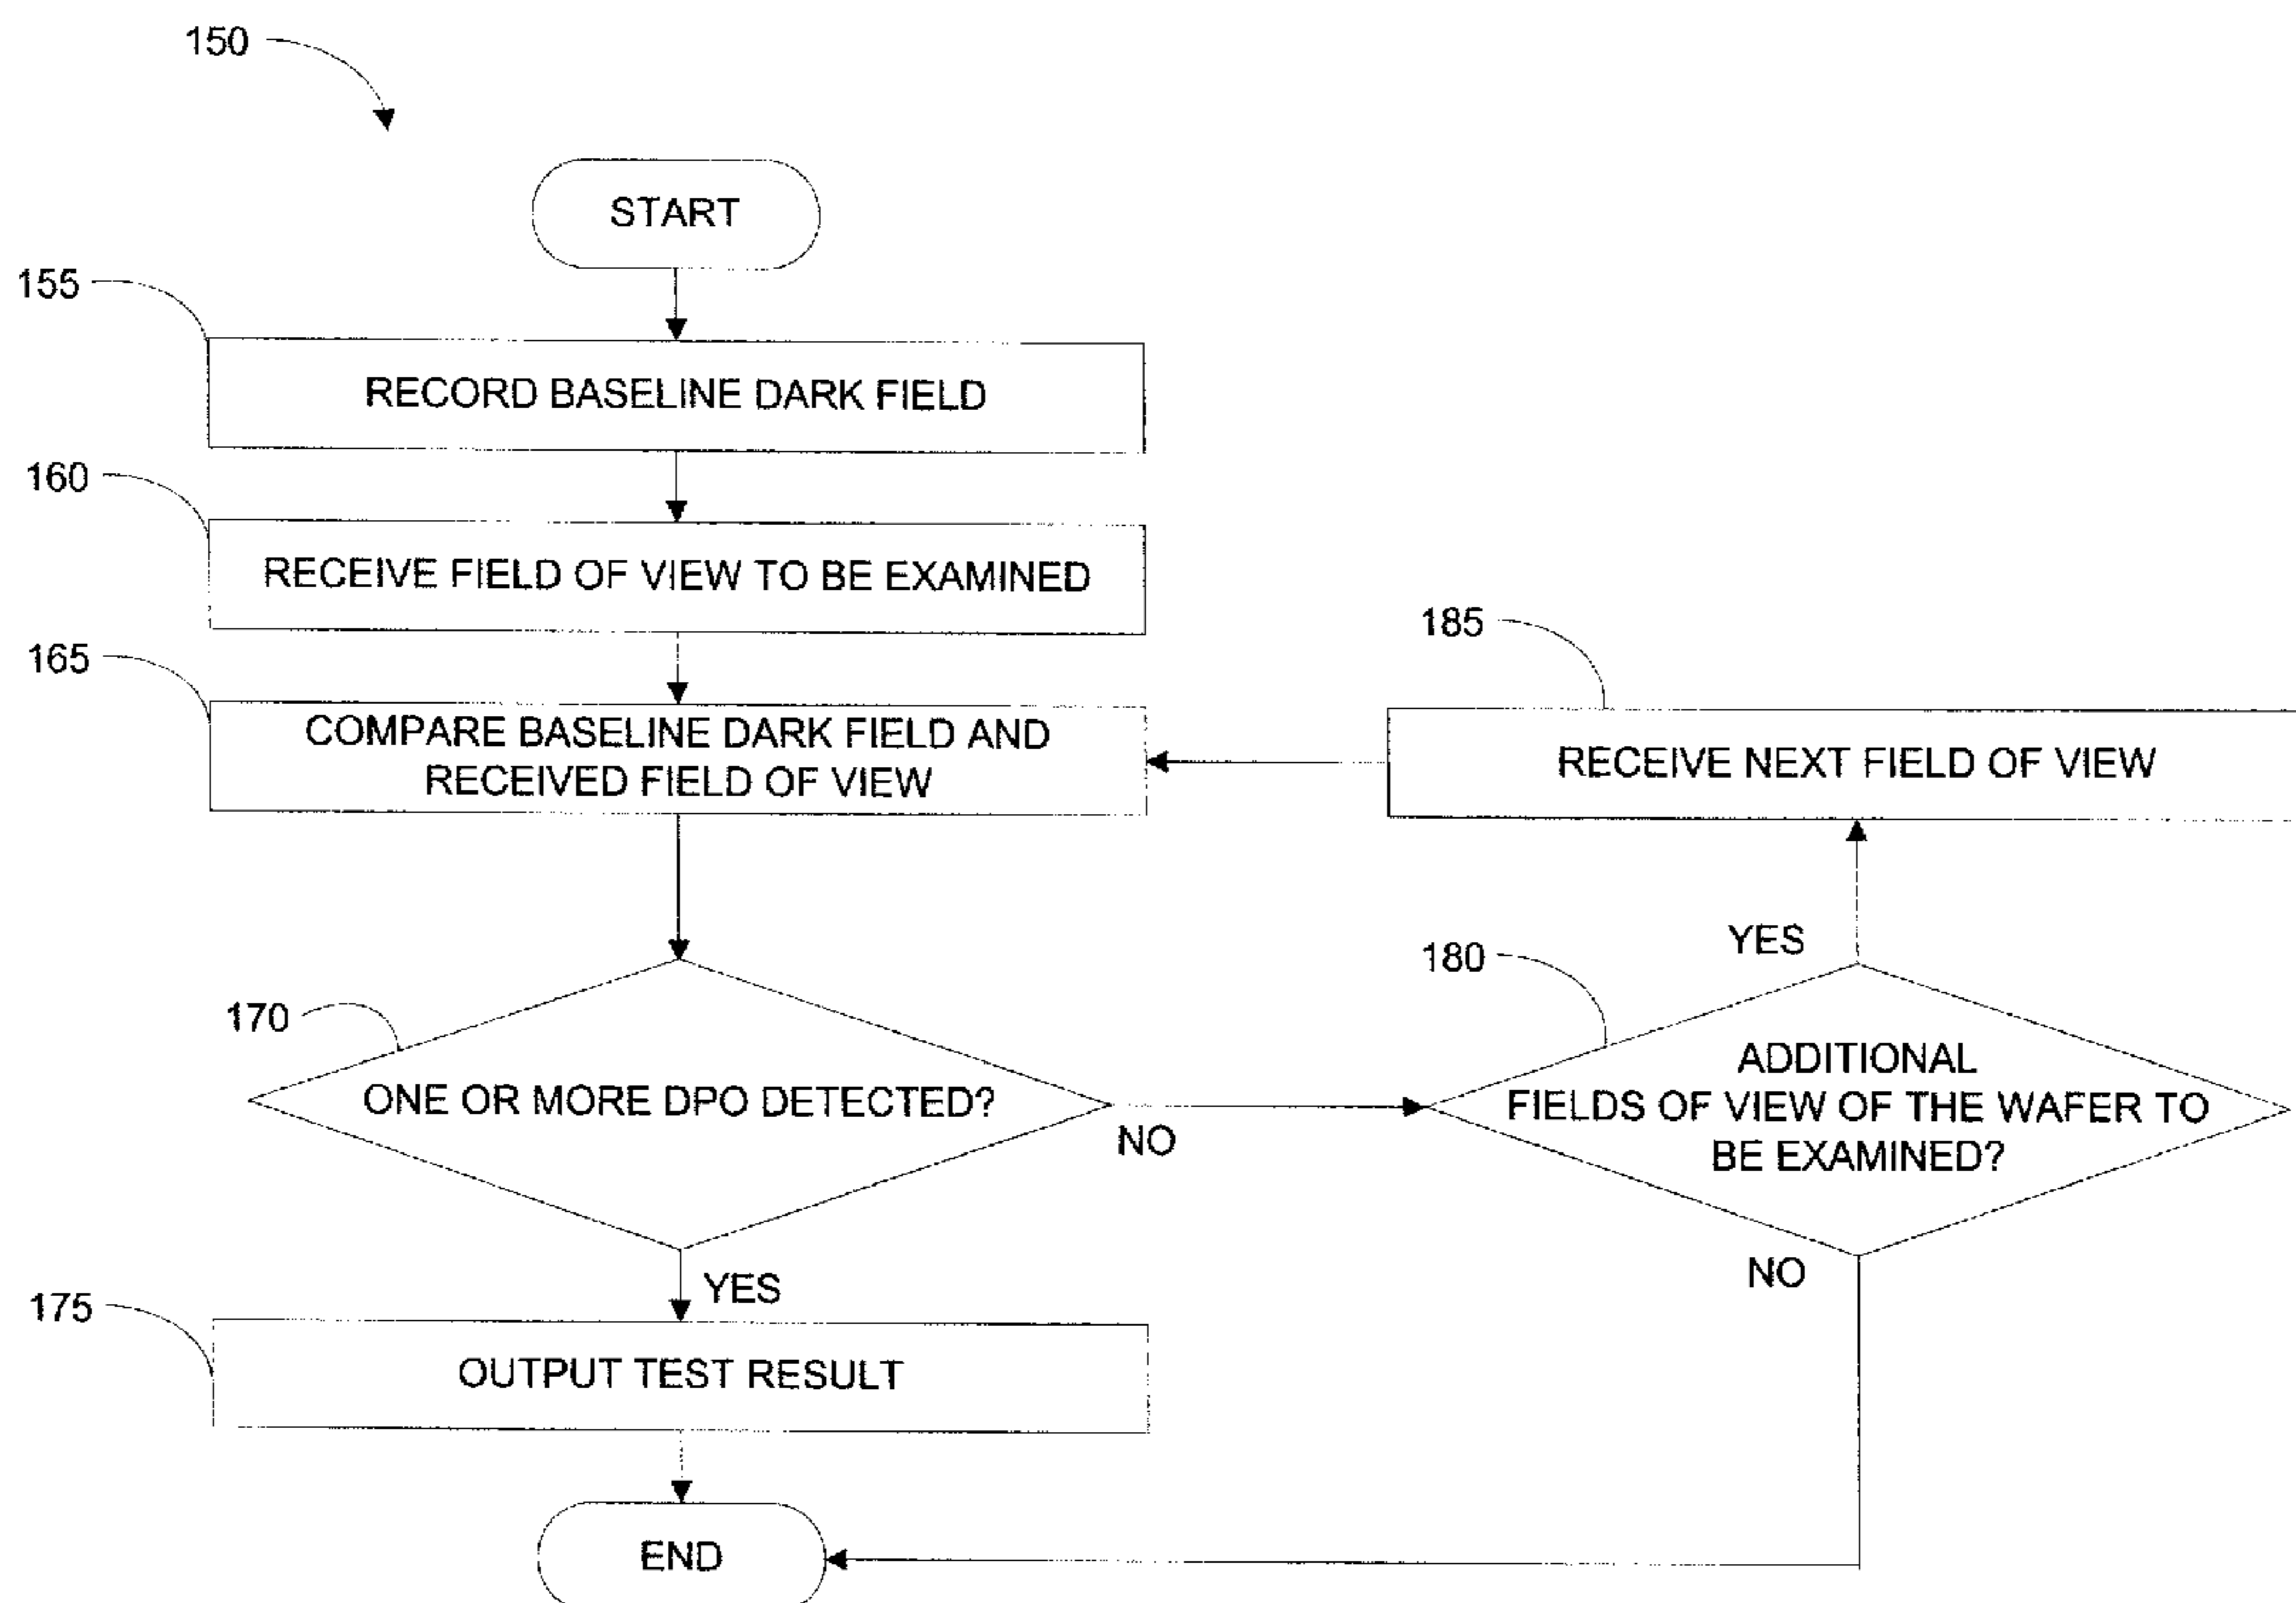 150
START
155
RECORD BASELINE DARK FIELD
160
RECEIVE FIELD OF VIEW TO BE EXAMINED
165
COMPARE BASELINE DARK FIELD AND
RECEIVED FIELD OF VIEW
185
RECEIVE NEXT FIELD OF VIEW
170
ONE OR MORE DPO DETECTED?
NO
YES
180
ADDITIONAL
FIELDS OF VIEW OF THE WAFER TO
BE EXAMINED?
YES
NO
175
OUTPUT TEST RESULT
END